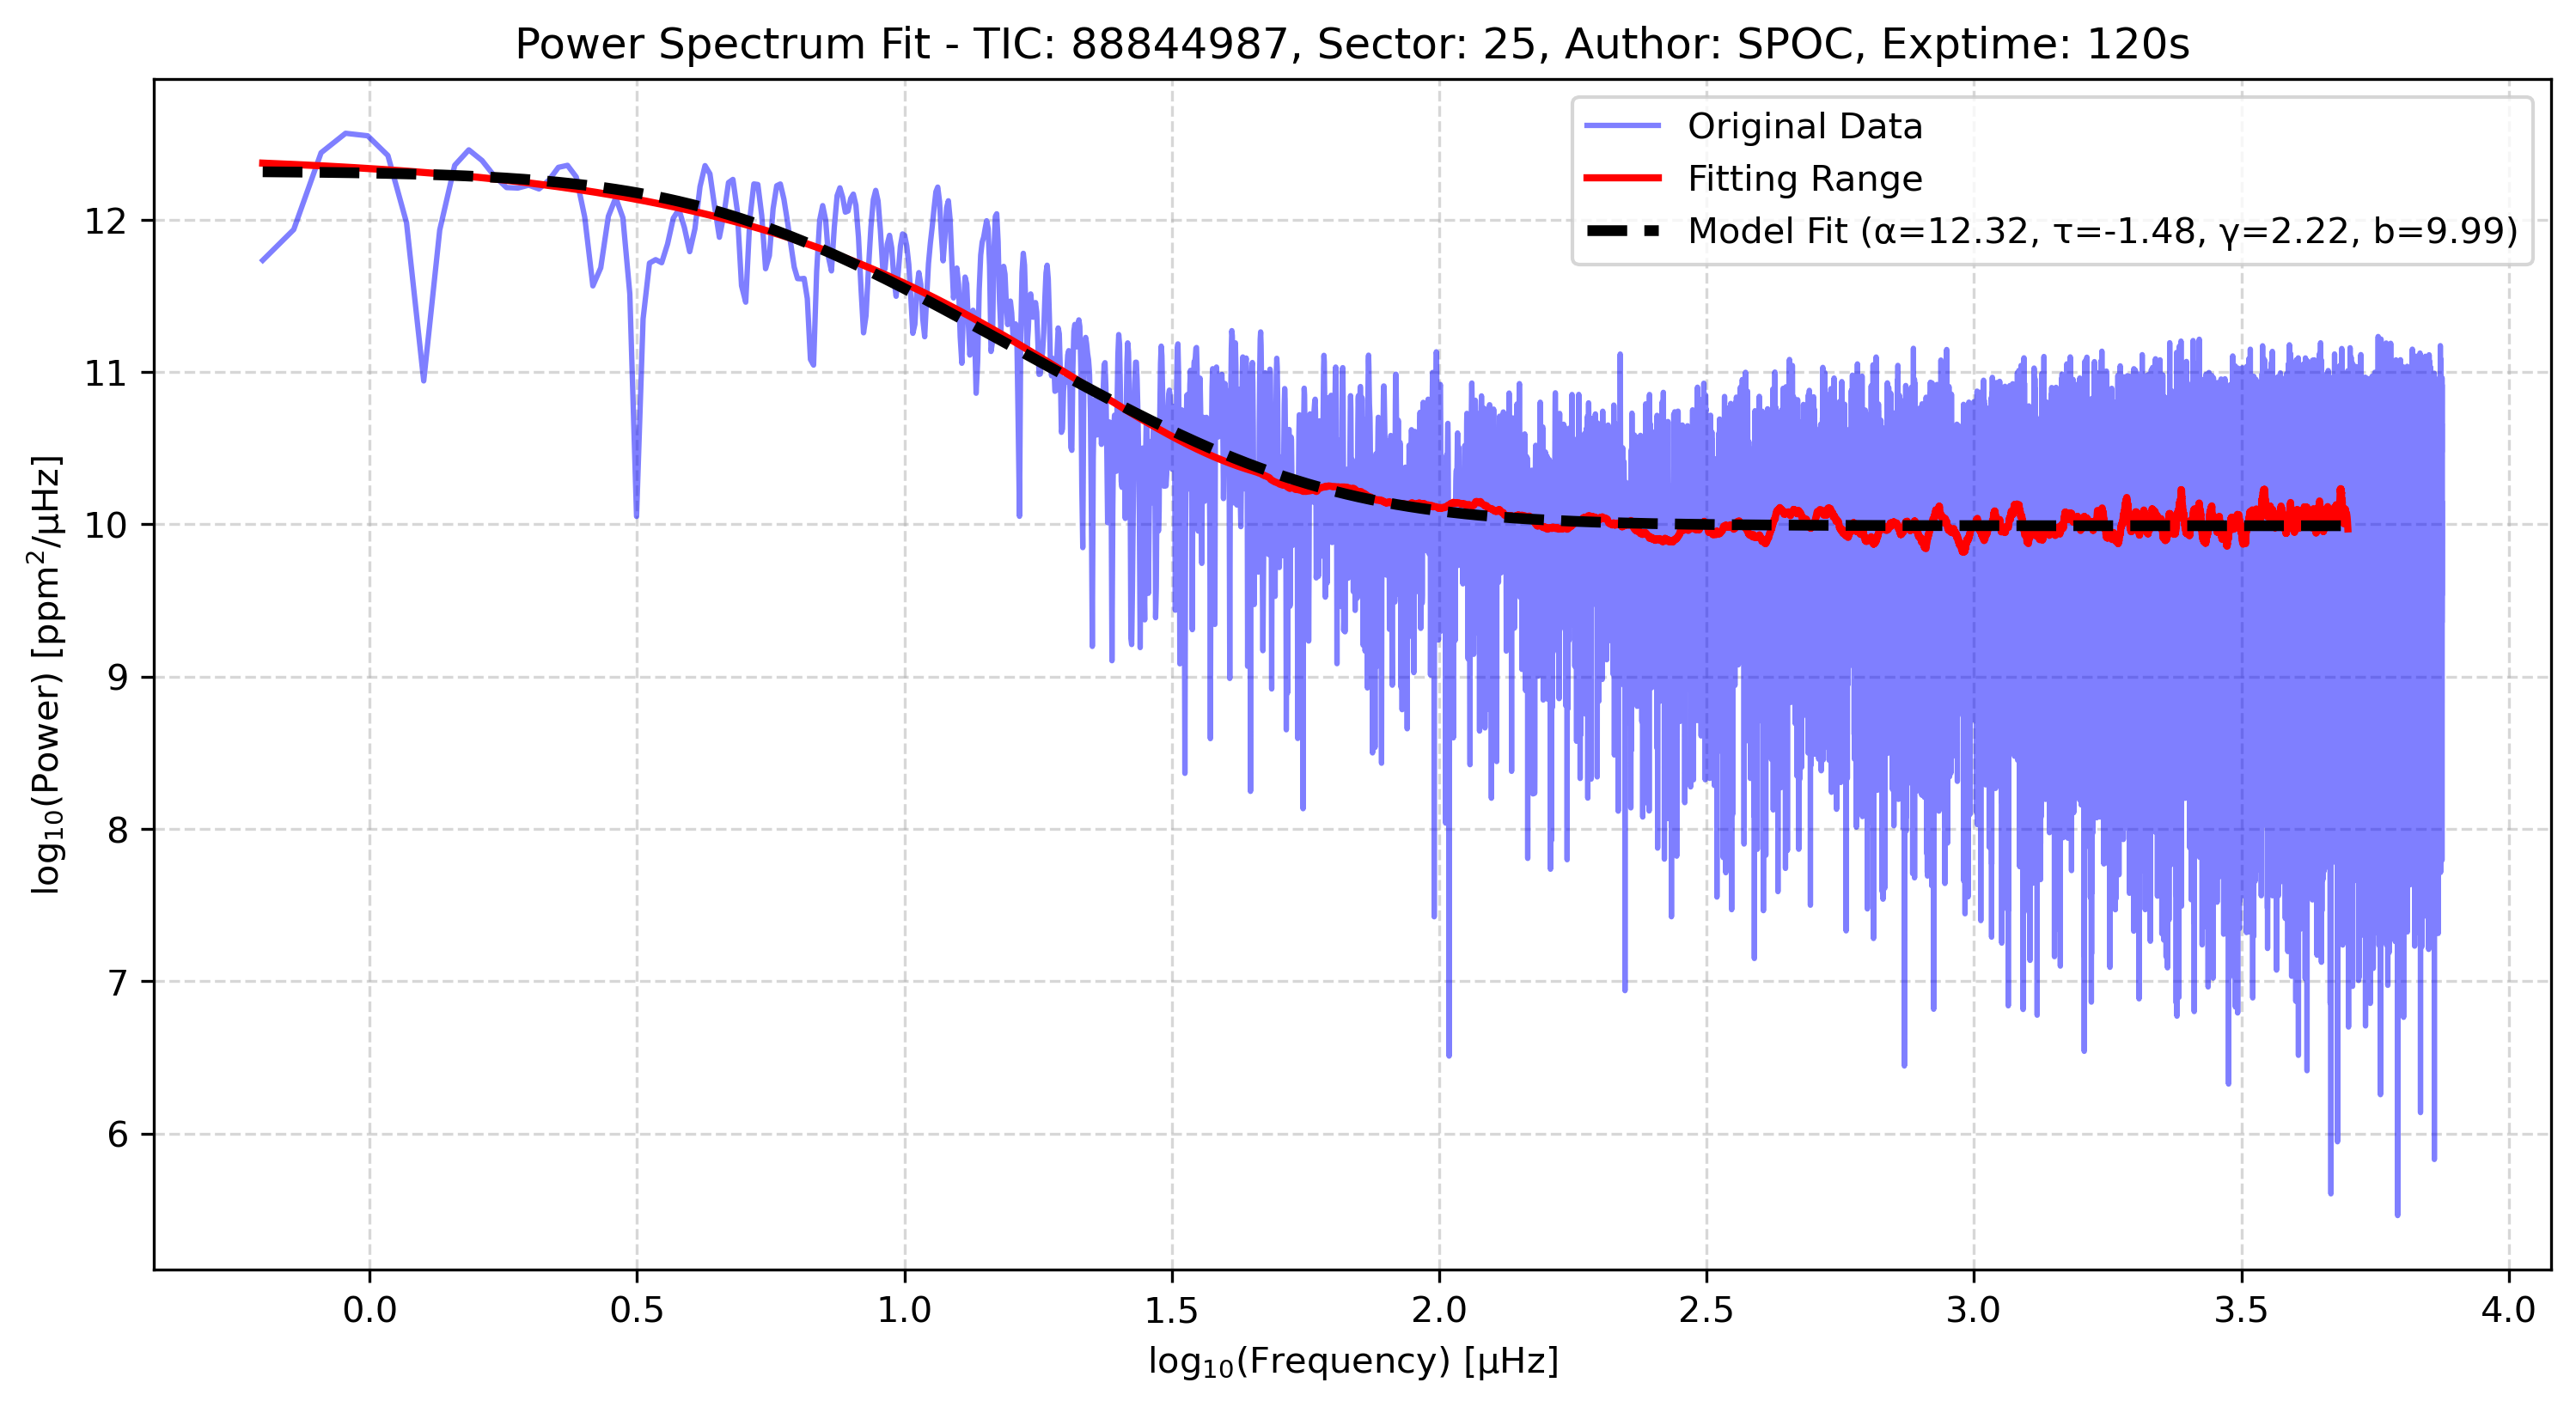 Power Spectrum Fit - TIC: 88844987, Sector: 25, Author: SPOC, Exptime: 120s
Original Data
Fitting Range
Model Fit (α=12.32, τ=-1.48, γ=2.22, b=9.99)
log₁₀(Power) [ppm²/µHz]
12
11
10
9
8
7
6
0.0 0.5 1.0 1.5 2.0 2.5 3.0 3.5 4.0
log₁₀(Frequency) [µHz]